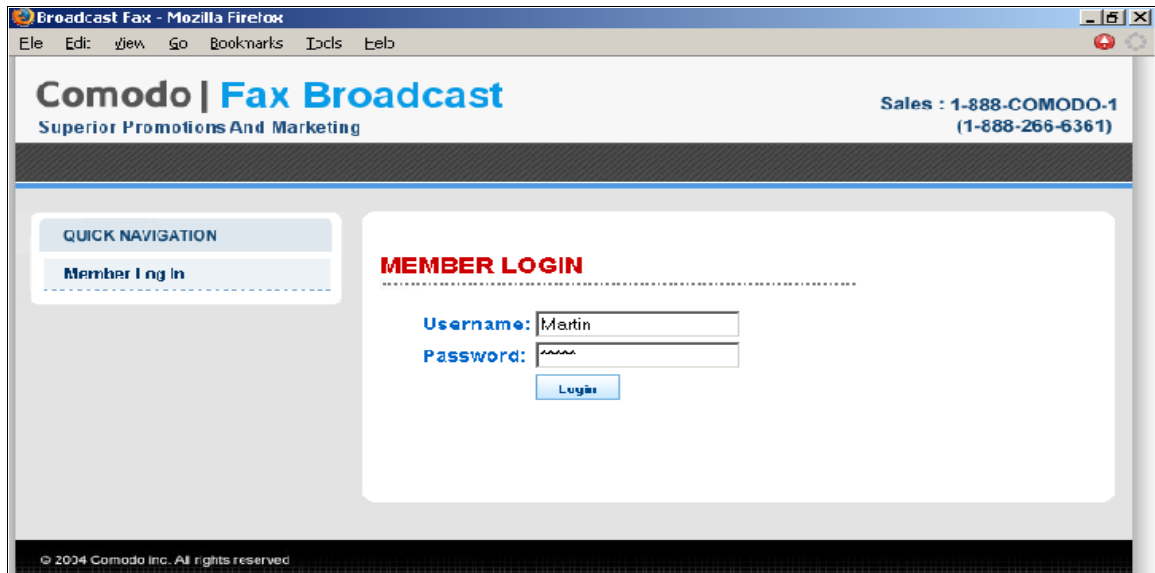 Broadcast Fax - Mozilla Firefox
File Edit View Go Bookmarks Tools Help
Comodo | Fax Broadcast
Superior Promotions And Marketing
Sales : 1-888-COMODO-1
(1-888-266-6361)
QUICK NAVIGATION
Member Log In
MEMBER LOGIN
Username: Martin
Password:
Login
© 2004 Comodo Inc. All rights reserved